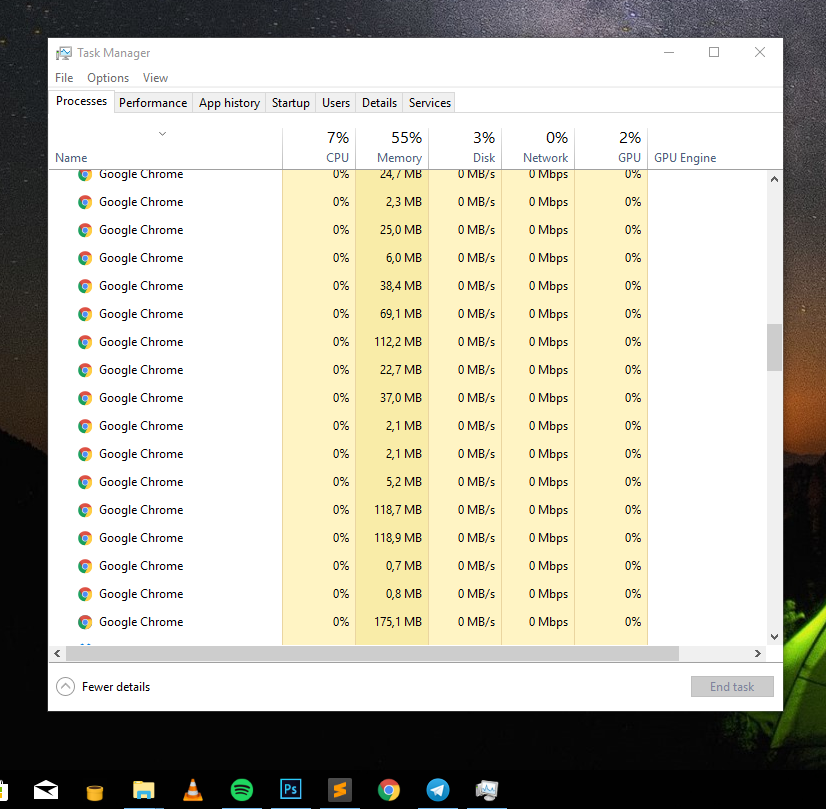 Task Manager
File Options View
Processes Performance App history Startup Users Details Services
7% 55% 3% 0% 2%
Name CPU Memory Disk Network GPU GPU Engine
Google Chrome 0% 24,7 MB 0 MB/s 0 Mbps 0%
Google Chrome 0% 2,3 MB 0 MB/s 0 Mbps 0%
Google Chrome 0% 25,0 MB 0 MB/s 0 Mbps 0%
Google Chrome 0% 6,0 MB 0 MB/s 0 Mbps 0%
Google Chrome 0% 38,4 MB 0 MB/s 0 Mbps 0%
Google Chrome 0% 69,1 MB 0 MB/s 0 Mbps 0%
Google Chrome 0% 112,2 MB 0 MB/s 0 Mbps 0%
Google Chrome 0% 22,7 MB 0 MB/s 0 Mbps 0%
Google Chrome 0% 37,0 MB 0 MB/s 0 Mbps 0%
Google Chrome 0% 2,1 MB 0 MB/s 0 Mbps 0%
Google Chrome 0% 2,1 MB 0 MB/s 0 Mbps 0%
Google Chrome 0% 5,2 MB 0 MB/s 0 Mbps 0%
Google Chrome 0% 118,7 MB 0 MB/s 0 Mbps 0%
Google Chrome 0% 118,9 MB 0 MB/s 0 Mbps 0%
Google Chrome 0% 0,7 MB 0 MB/s 0 Mbps 0%
Google Chrome 0% 0,8 MB 0 MB/s 0 Mbps 0%
Google Chrome 0% 175,1 MB 0 MB/s 0 Mbps 0%
Fewer details End task
Ps